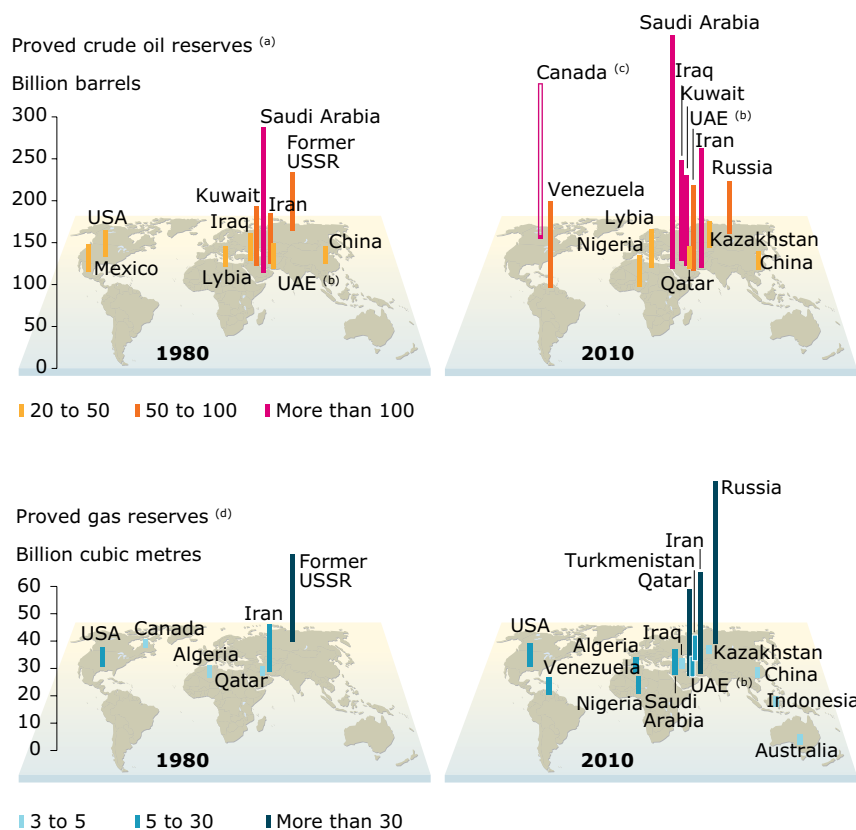 Proved crude oil reserves (a)
Billion barrels
300
250
200
150
100
50
0
USA
Mexico
Saudi Arabia
Former
USSR
Kuwait
Iran
Iraq
Lybia
China
UAE (b)
1980
Saudi Arabia
Canada (c)
Iraq
Kuwait
UAE (b)
Iran
Russia
Venezuela
Lybia
Nigeria
Kazakhstan
China
Qatar
2010
20 to 50
50 to 100
More than 100
Proved gas reserves (d)
Billion cubic metres
60
50
40
30
20
10
0
Former
USSR
Iran
USA
Canada
Algeria
Qatar
1980
Russia
Iran
Turkmenistan
Qatar
USA
Algeria
Iraq
Kazakhstan
Venezuela
China
UAE (b)
Nigeria
Saudi
Arabia
Indonesia
Australia
2010
3 to 5
5 to 30
More than 30